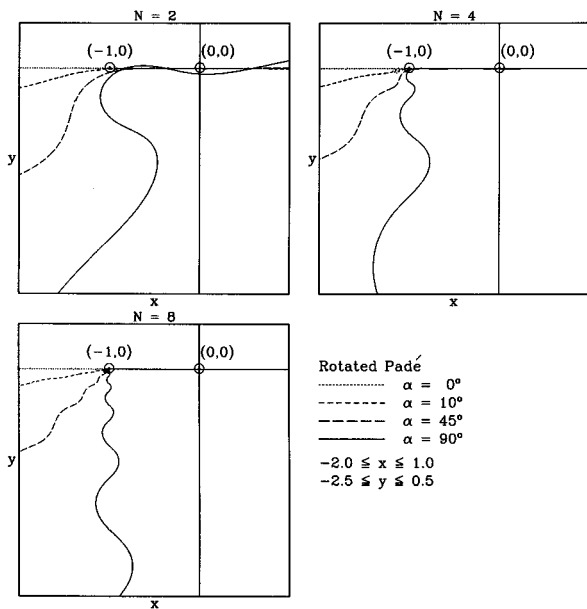 N = 2
(-1,0) (0,0)
y
x
N = 4
(-1,0) (0,0)
y
x
N = 8
(-1,0) (0,0)
y
x
Rotated Padé
α = 0°
α = 10°
α = 45°
α = 90°
-2.0 ≦ x ≦ 1.0
-2.5 ≦ y ≦ 0.5